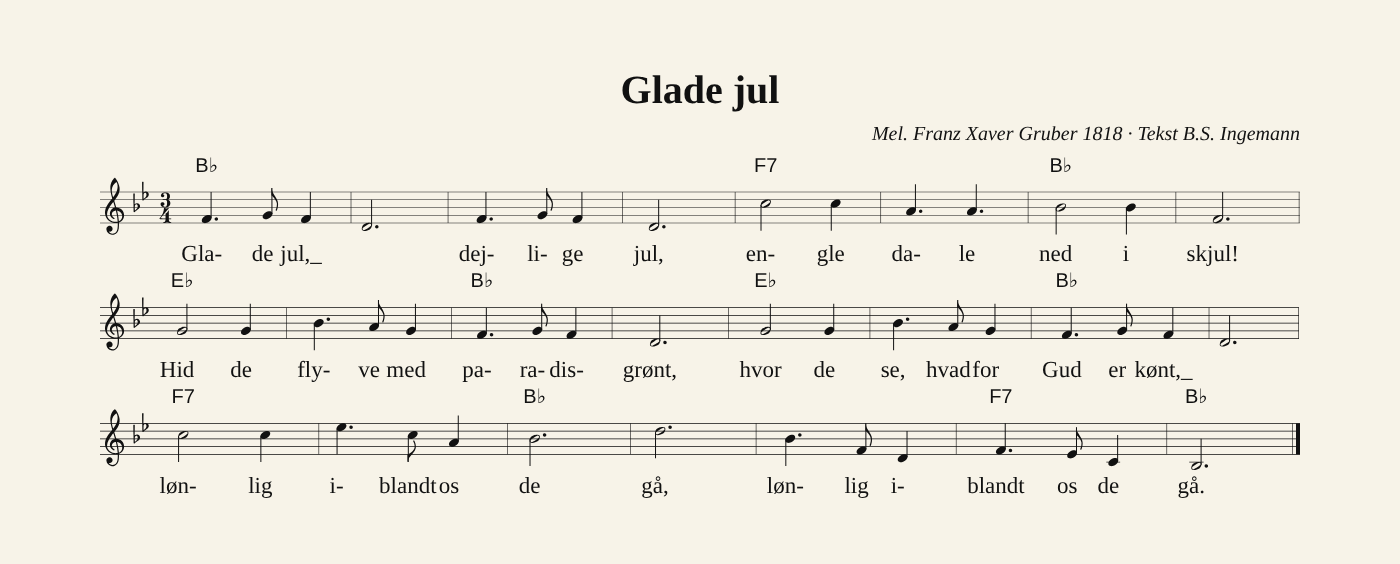 Glade jul
Mel. Franz Xaver Gruber 1818 · Tekst B.S. Ingemann
B♭ F7 B♭
3
4
Gla- de jul,_ dej- li- ge jul, en- gle da- le ned i skjul!
E♭ B♭ E♭ B♭
Hid de fly- ve med pa- ra- dis- grønt, hvor de se, hvad for Gud er kønt,_
F7 B♭ F7 B♭
løn- lig i- blandt os de gå, løn- lig i- blandt os de gå.